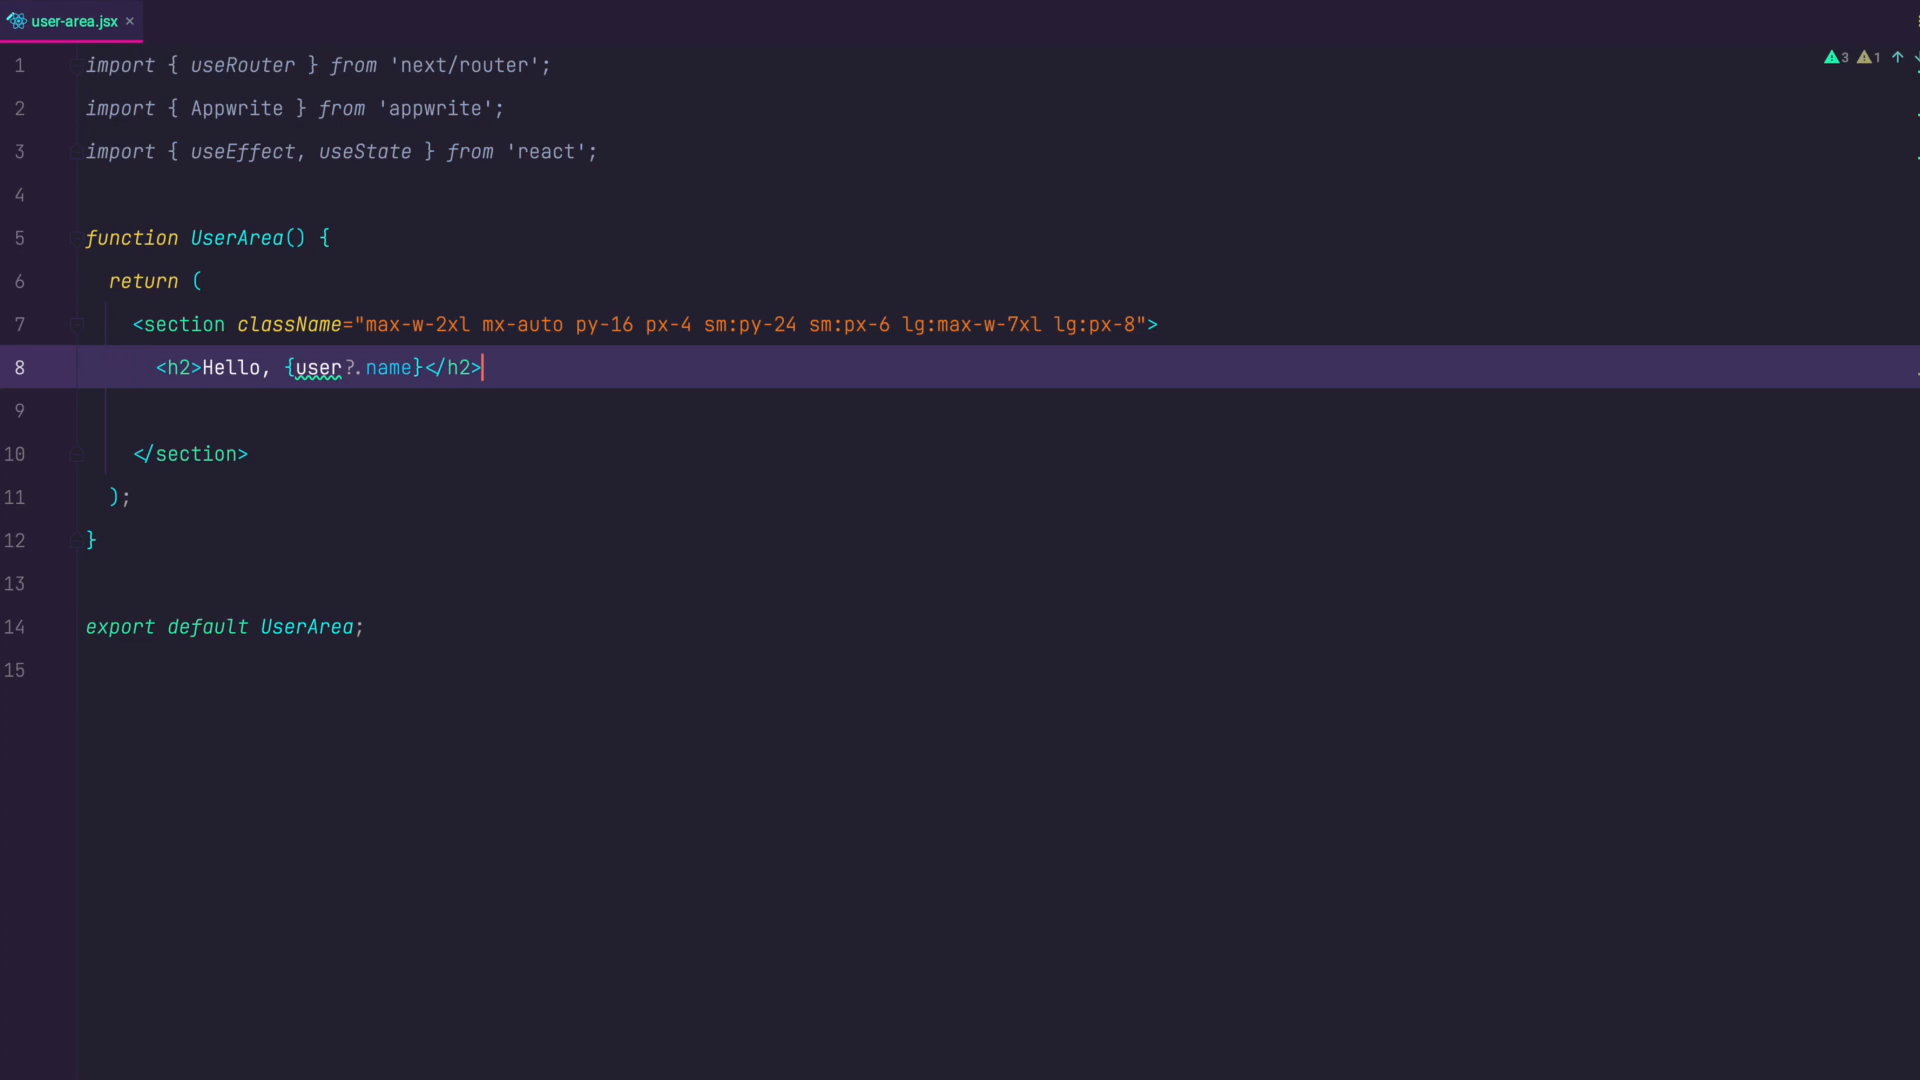 user-area.jsx ×
3 1
1 import { useRouter } from 'next/router';
2 import { Appwrite } from 'appwrite';
3 import { useEffect, useState } from 'react';
4
5 function UserArea() {
6 return (
7 <section className="max-w-2xl mx-auto py-16 px-4 sm:py-24 sm:px-6 lg:max-w-7xl lg:px-8">
8 <h2>Hello, {user?.name}</h2>
9
10 </section>
11 );
12 }
13
14 export default UserArea;
15